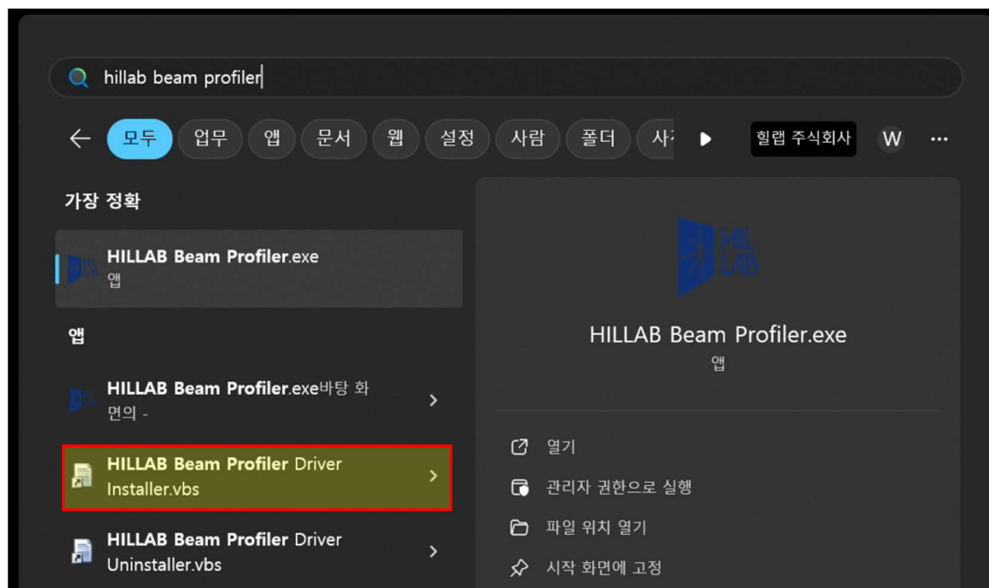 hillab beam profiler
모두 업무 앱 문서 웹 설정 사람 폴더 힐랩 주식회사 W ...
가장 정확
HILLAB Beam Profiler.exe
앱
앱
HILLAB Beam Profiler.exe바탕 화
면의 -
HILLAB Beam Profiler Driver
Installer.vbs
HILLAB Beam Profiler Driver
Uninstaller.vbs
HIL
LAB
HILLAB Beam Profiler.exe
앱
열기
관리자 권한으로 실행
파일 위치 열기
시작 화면에 고정